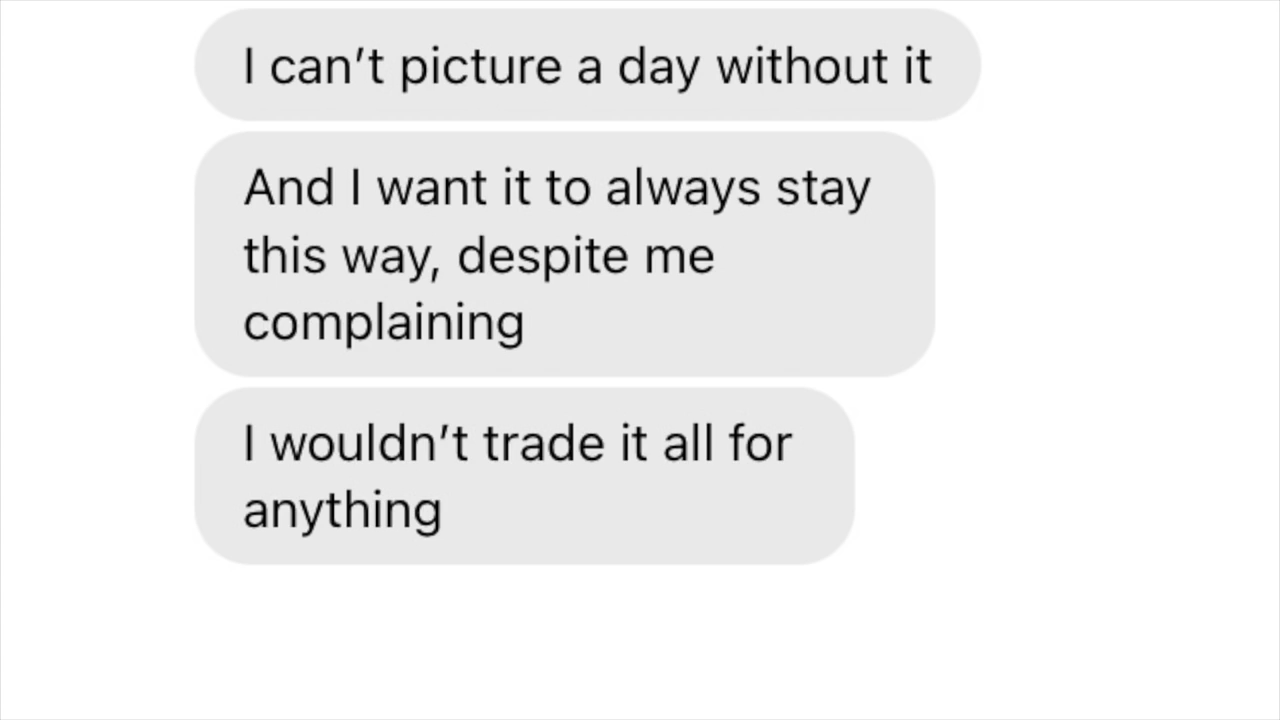 I can’t picture a day without it
And I want it to always stay
this way, despite me
complaining
I wouldn’t trade it all for
anything